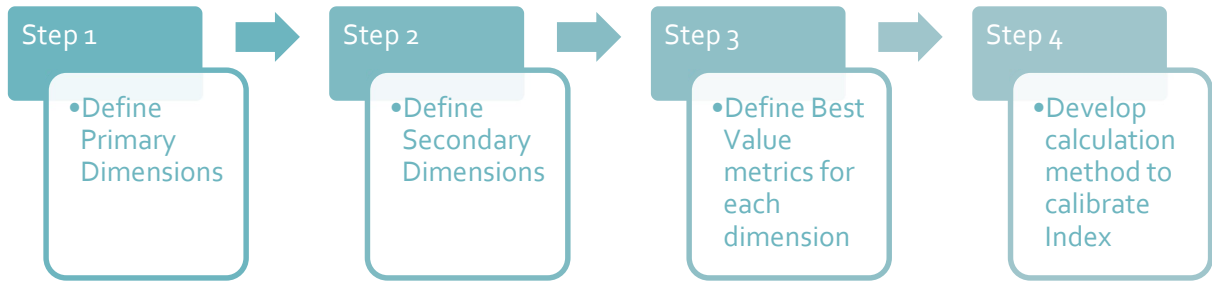 Step 1
•Define
Primary
Dimensions
Step 2
•Define
Secondary
Dimensions
Step 3
•Define Best
Value
metrics for
each
dimension
Step 4
•Develop
calculation
method to
calibrate
Index